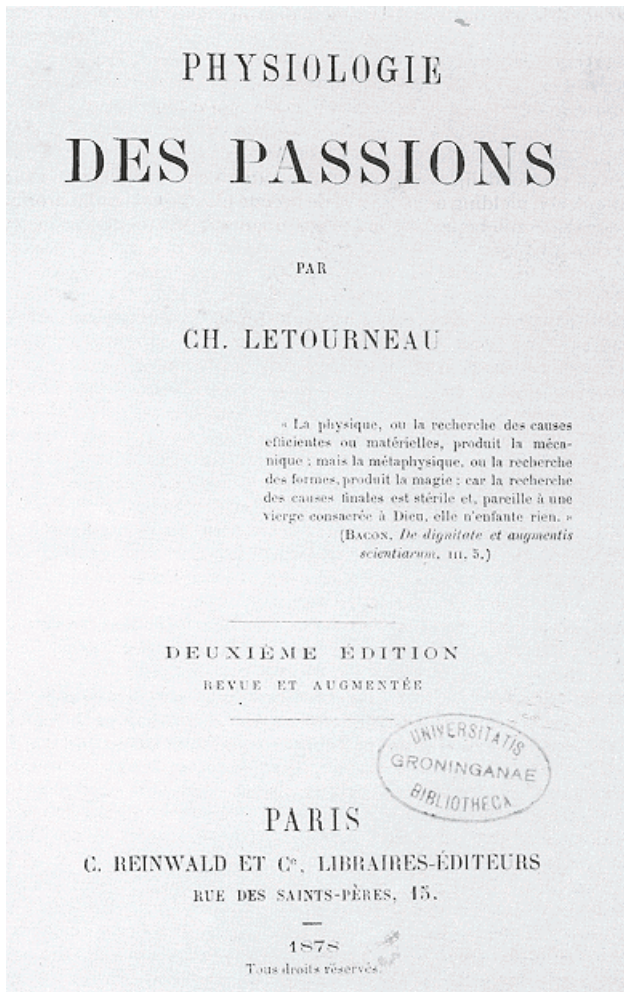 PHYSIOLOGIE
DES PASSIONS
PAR
CH. LETOURNEAU
« La physique, ou la recherche des causes
efficientes ou matérielles, produit la méca-
nique ; mais la métaphysique, ou la recherche
des formes, produit la magie ; car la recherche
des causes finales est stérile et, pareille à une
vierge consacrée à Dieu, elle n'enfante rien. »
(BACON, De dignitate et augmentis
scientiarum, III, 5.)
DEUXIÈME ÉDITION
REVUE ET AUGMENTÉE
UNIVERSITATIS
GRONINGANAE
BIBLIOTHECA
PARIS
C. REINWALD ET Cie, LIBRAIRES-ÉDITEURS
RUE DES SAINTS-PÈRES, 15.
1878
Tous droits réservés.